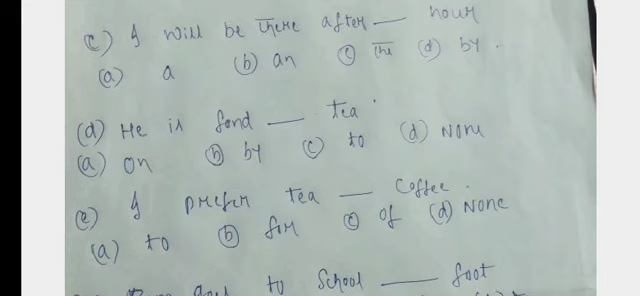 (c) I will be there after — hour
(a) a (b) an (c) the (d) by.
(d) He is fond — tea
(a) on (b) by (c) to (d) None
(e) I prefer tea — coffee.
(a) to (b) for (c) of (d) None
to school — foot